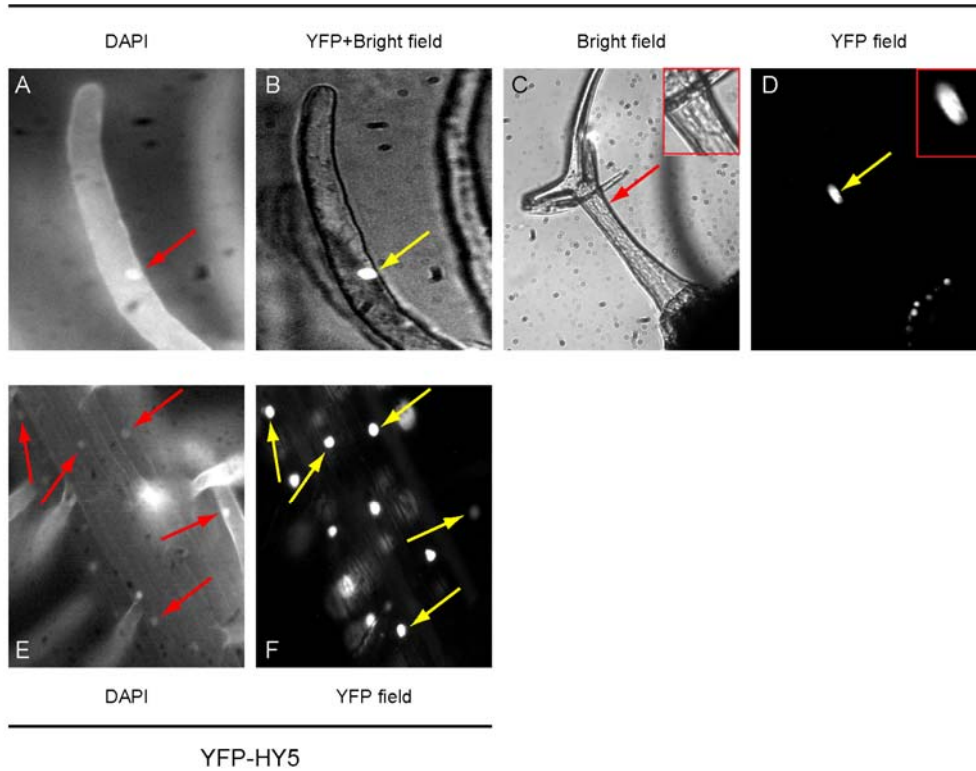 DAPI YFP+Bright field Bright field YFP field
A B C D
E F
DAPI YFP field
YFP-HY5